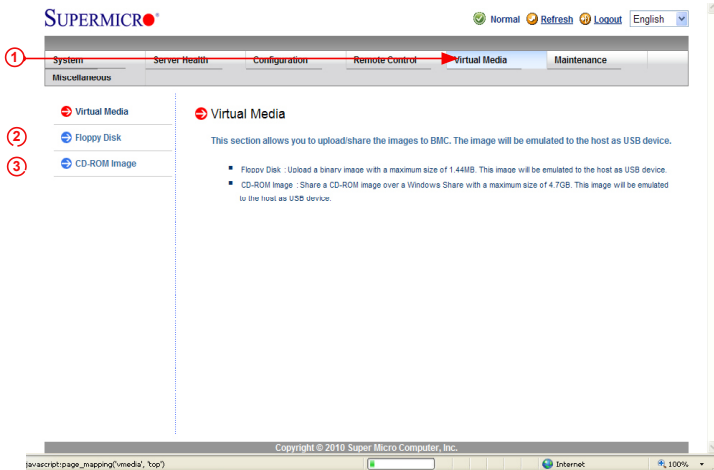 SUPERMICR
Normal Refresh Logout English
1
System Server Health Configuration Remote Control Virtual Media Maintenance
Miscellaneous
Virtual Media
2 Floppy Disk
3 CD-ROM Image
Virtual Media
This section allows you to upload/share the images to BMC. The image will be emulated to the host as USB device.
Floppy Disk : Upload a binary image with a maximum size of 1.44MB. This image will be emulated to the host as USB device.
CD-ROM Image : Share a CD-ROM image over a Windows Share with a maximum size of 4.7GB. This image will be emulated
to the host as USB device.
Copyright © 2010 Super Micro Computer, Inc.
javascript:page_mapping('vmedia', 'top') Internet 100%